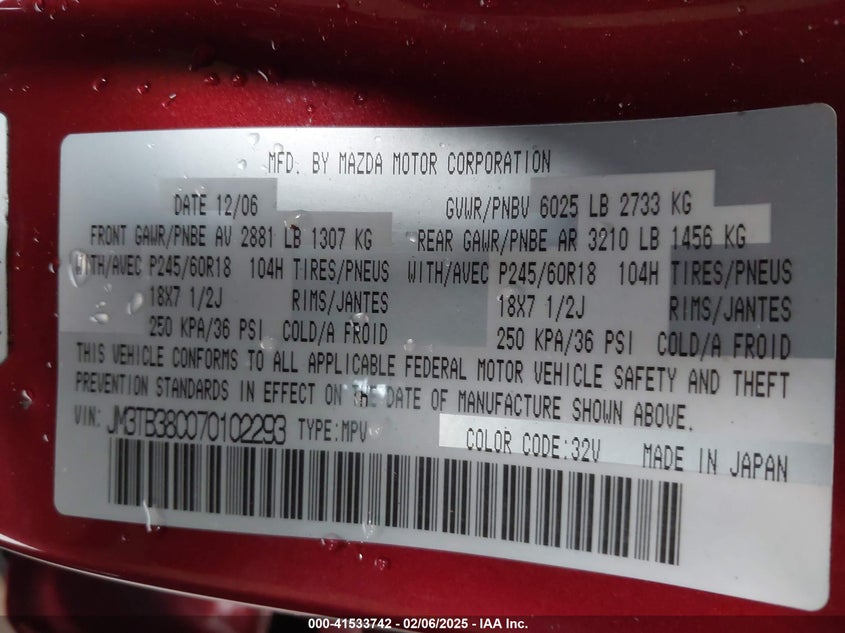 MFD. BY MAZDA MOTOR CORPORATION
DATE 12/06 GVWR/PNBV 6025 LB 2733 KG
FRONT GAWR/PNBE AV 2881 LB 1307 KG REAR GAWR/PNBE AR 3210 LB 1456 KG
WITH/AVEC P245/60R18 104H TIRES/PNEUS WITH/AVEC P245/60R18 104H TIRES/PNEUS
18X7 1/2J RIMS/JANTES 18X7 1/2J RIMS/JANTES
250 KPA/36 PSI COLD/A FROID 250 KPA/36 PSI COLD/A FROID
THIS VEHICLE CONFORMS TO ALL APPLICABLE FEDERAL MOTOR VEHICLE SAFETY AND THEFT
PREVENTION STANDARDS IN EFFECT ON THE DATE OF MANUFACTURE SHOWN ABOVE.
VIN: JM3TB38C070102293 TYPE:MPV COLOR CODE:32V MADE IN JAPAN
000-41533742 - 02/06/2025 - IAA Inc.